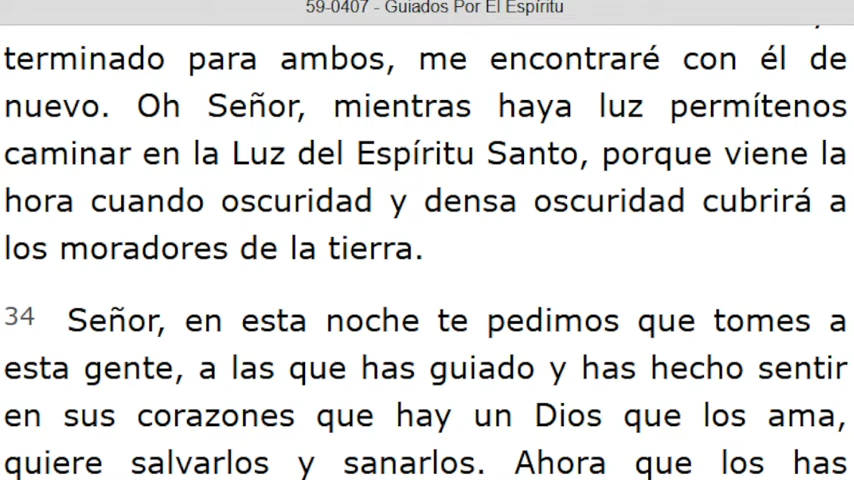 59-0407 - Guiados Por El Espíritu
terminado para ambos, me encontraré con él de
nuevo. Oh Señor, mientras haya luz permítenos
caminar en la Luz del Espíritu Santo, porque viene la
hora cuando oscuridad y densa oscuridad cubrirá a
los moradores de la tierra.
34 Señor, en esta noche te pedimos que tomes a
esta gente, a las que has guiado y has hecho sentir
en sus corazones que hay un Dios que los ama,
quiere salvarlos y sanarlos. Ahora que los has